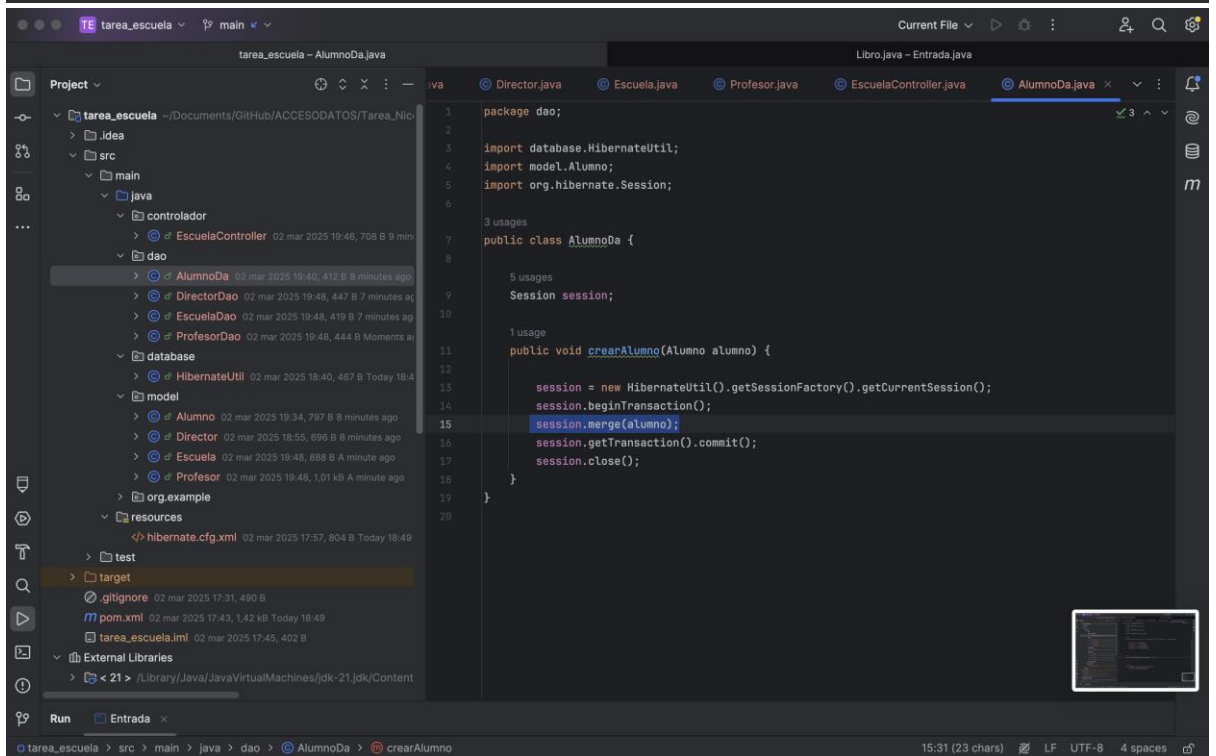 TE tarea_escuela main
Current File
tarea_escuela – AlumnoDa.java
Libro.java – Entrada.java
Project
va Director.java Escuela.java Profesor.java EscuelaController.java AlumnoDa.java
tarea_escuela ~/Documents/GitHub/ACCESODATOS/Tarea_Nic
.idea
src
main
java
controlador
EscuelaController 02 mar 2025 19:46, 708 B 9 min
dao
AlumnoDa 02 mar 2025 19:40, 412 B 8 minutes ago
DirectorDao 02 mar 2025 19:48, 447 B 7 minutes ag
EscuelaDao 02 mar 2025 19:48, 419 B 7 minutes ag
ProfesorDao 02 mar 2025 19:48, 444 B Moments a
database
HibernateUtil 02 mar 2025 18:40, 467 B Today 18:4
model
Alumno 02 mar 2025 19:34, 797 B 8 minutes ago
Director 02 mar 2025 18:55, 696 B 8 minutes ago
Escuela 02 mar 2025 19:48, 888 B A minute ago
Profesor 02 mar 2025 19:48, 1,01 kB A minute ago
org.example
resources
hibernate.cfg.xml 02 mar 2025 17:57, 804 B Today 18:49
test
target
.gitignore 02 mar 2025 17:31, 490 B
m pom.xml 02 mar 2025 17:43, 1,42 kB Today 18:49
tarea_escuela.iml 02 mar 2025 17:45, 402 B
External Libraries
< 21 > /Library/Java/JavaVirtualMachines/jdk-21.jdk/Content
3
1 package dao;
2
3 import database.HibernateUtil;
4 import model.Alumno;
5 import org.hibernate.Session;
6
3 usages
7 public class AlumnoDa {
8
5 usages
9 Session session;
10
1 usage
11 public void crearAlumno(Alumno alumno) {
12
13 session = new HibernateUtil().getSessionFactory().getCurrentSession();
14 session.beginTransaction();
15 session.merge(alumno);
16 session.getTransaction().commit();
17 session.close();
18 }
19 }
20
m
Run Entrada
tarea_escuela > src > main > java > dao > AlumnoDa > crearAlumno
15:31 (23 chars) LF UTF-8 4 spaces